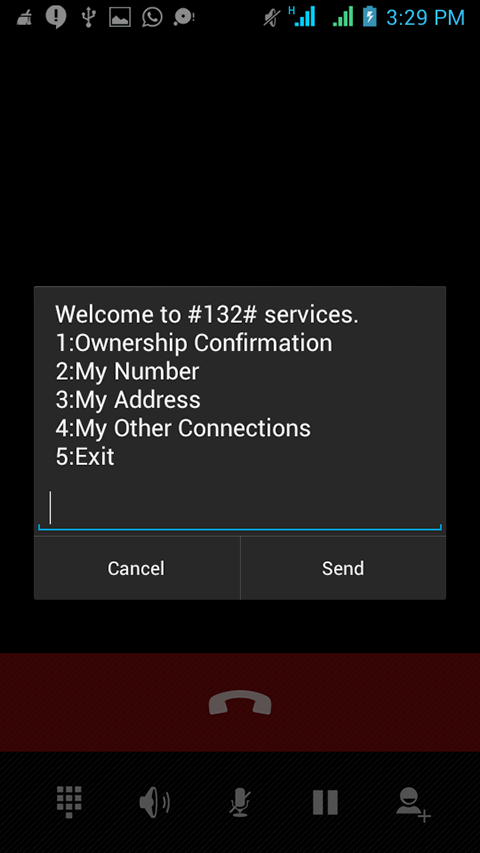 H
3:29 PM
Welcome to #132# services.
1:Ownership Confirmation
2:My Number
3:My Address
4:My Other Connections
5:Exit
Cancel
Send